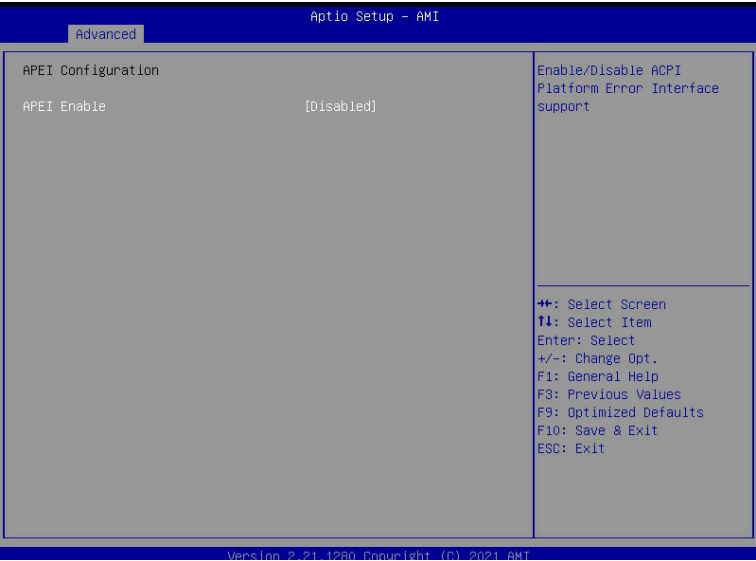 Aptio Setup – AMI
Advanced
APEI Configuration
APEI Enable [Disabled]
Enable/Disable ACPI
Platform Error Interface
support
→←: Select Screen
↑↓: Select Item
Enter: Select
+/-: Change Opt.
F1: General Help
F3: Previous Values
F9: Optimized Defaults
F10: Save & Exit
ESC: Exit
Version 2.21.1280 Copyright (C) 2021 AMI